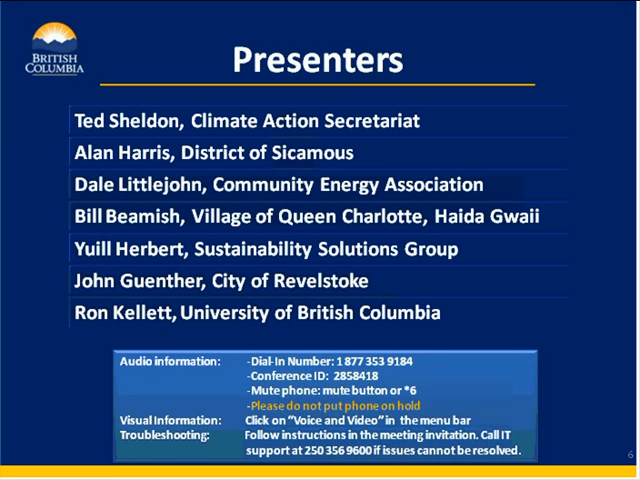 BRITISH
COLUMBIA
Presenters
Ted Sheldon, Climate Action Secretariat
Alan Harris, District of Sicamous
Dale Littlejohn, Community Energy Association
Bill Beamish, Village of Queen Charlotte, Haida Gwaii
Yuill Herbert, Sustainability Solutions Group
John Guenther, City of Revelstoke
Ron Kellett, University of British Columbia
Audio information: -Dial-In Number: 1 877 353 9184
-Conference ID: 2858418
-Mute phone: mute button or *6
-Please do not put phone on hold
Visual Information: Click on "Voice and Video" in the menu bar
Troubleshooting: Follow instructions in the meeting invitation. Call IT
support at 250 356 9600 if issues cannot be resolved.
6